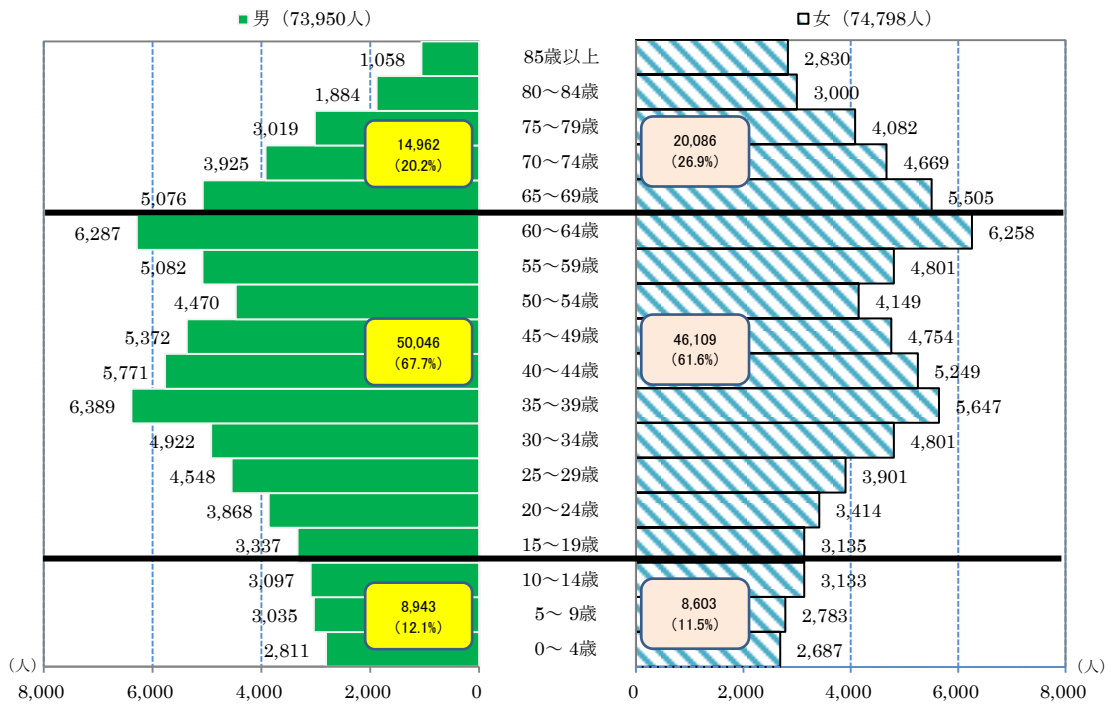 男（73,950人） 女（74,798人）
1,058 85歳以上 2,830
1,884 80～84歳 3,000
3,019 75～79歳 4,082
14,962 20,086
(20.2%) (26.9%)
3,925 70～74歳 4,669
5,076 65～69歳 5,505
6,287 60～64歳 6,258
5,082 55～59歳 4,801
4,470 50～54歳 4,149
5,372 45～49歳 4,754
50,046 46,109
(67.7%) (61.6%)
5,771 40～44歳 5,249
6,389 35～39歳 5,647
4,922 30～34歳 4,801
4,548 25～29歳 3,901
3,868 20～24歳 3,414
3,337 15～19歳 3,135
3,097 10～14歳 3,133
8,943 8,603
(12.1%) (11.5%)
3,035 5～ 9歳 2,783
2,811 0～ 4歳 2,687
（人） （人）
8,000 6,000 4,000 2,000 0 0 2,000 4,000 6,000 8,000